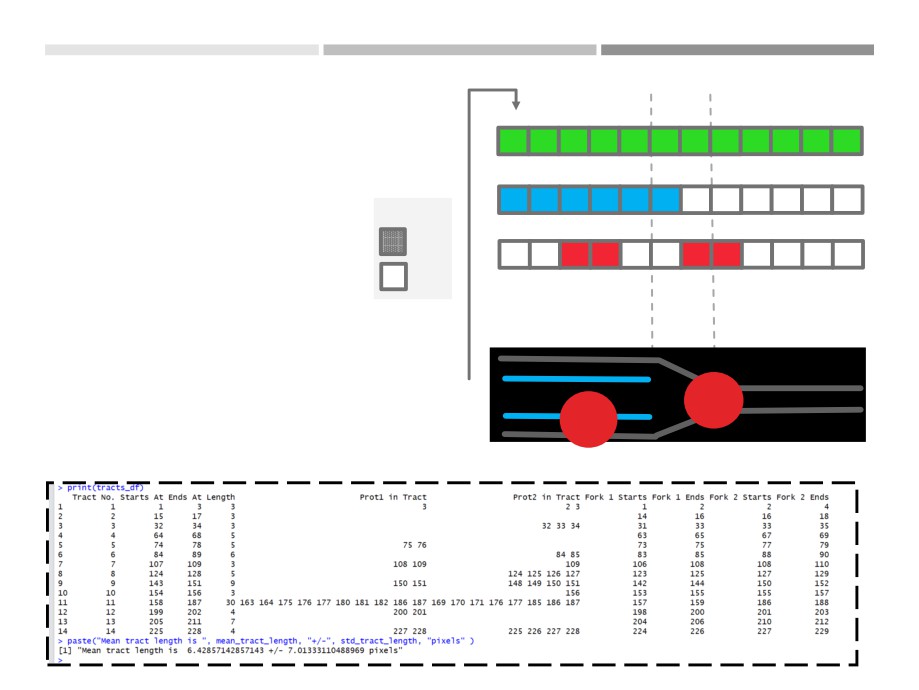 > print(tracts_df)
Tract No. Starts At Ends At Length Prot1 in Tract Prot2 in Tract Fork 1 Starts Fork 1 Ends Fork 2 Starts Fork 2 Ends
1 1 1 3 3 3 2 3 1 2 2 4
2 2 15 17 3 14 16 16 18
3 3 32 34 3 32 33 34 31 33 33 35
4 4 64 68 5 63 65 67 69
5 5 74 78 5 75 76 73 75 77 79
6 6 84 89 6 84 85 83 85 88 90
7 7 107 109 3 108 109 109 106 108 108 110
8 8 124 128 5 124 125 126 127 123 125 127 129
9 9 143 151 9 150 151 148 149 150 151 142 144 150 152
10 10 154 156 3 156 153 155 155 157
11 11 158 187 30 163 164 175 176 177 180 181 182 186 187 169 170 171 176 177 185 186 187 157 159 186 188
12 12 199 202 4 200 201 198 200 201 203
13 13 205 211 7 204 206 210 212
14 14 225 228 4 227 228 225 226 227 228 224 226 227 229
> paste("Mean tract length is ", mean_tract_length, "+/-", std_tract_length, "pixels" )
[1] "Mean tract length is  6.42857142857143 +/- 7.01333110488969 pixels"
>